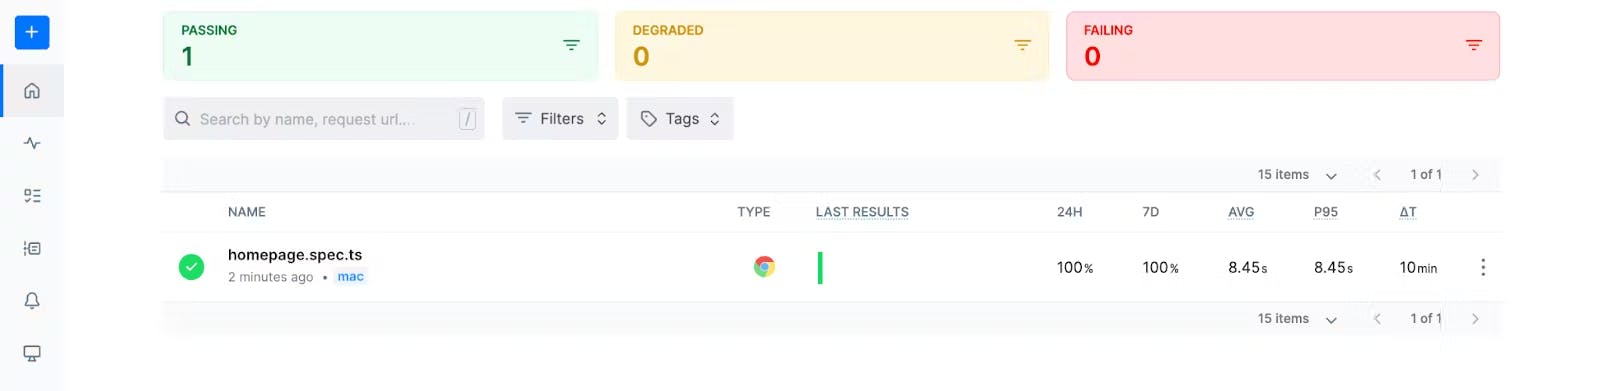 PASSING
1
DEGRADED
0
FAILING
0
Search by name, request url.... /
Filters
Tags
15 items 1 of 1
NAME TYPE LAST RESULTS 24H 7D AVG P95 ΔT
homepage.spec.ts 100% 100% 8.45s 8.45s 10min
2 minutes ago • mac
15 items 1 of 1